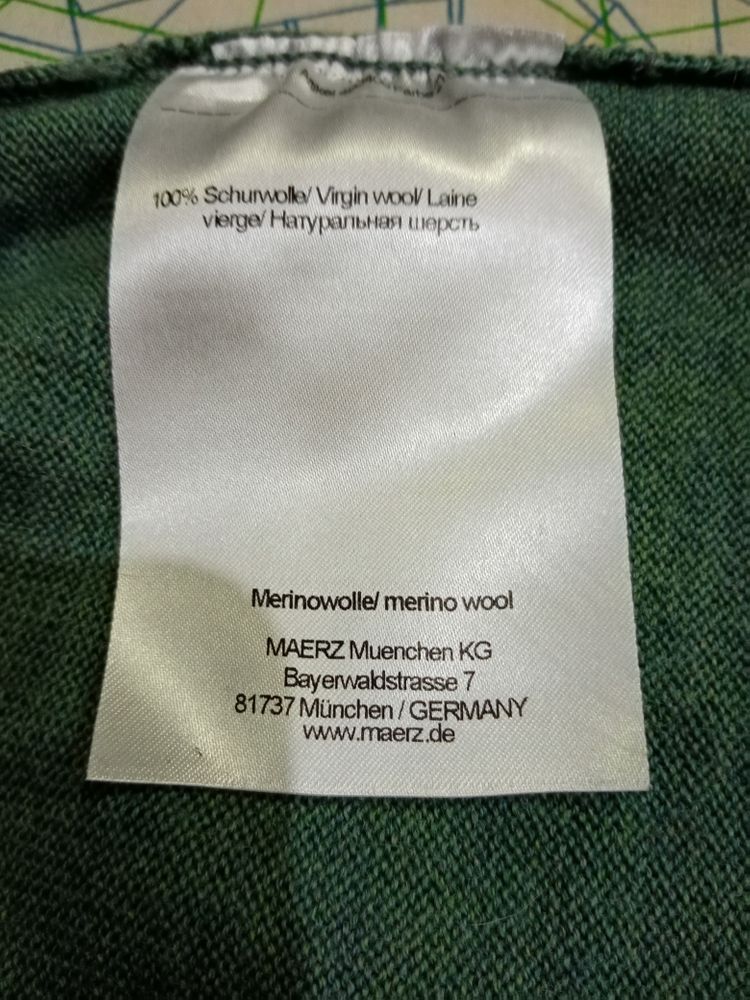 100% Schurwolle/ Virgin wool/ Laine
vierge/ Натуральная шерсть
Merinowolle/ merino wool
MAERZ Muenchen KG
Bayerwaldstrasse 7
81737 München / GERMANY
www.maerz.de